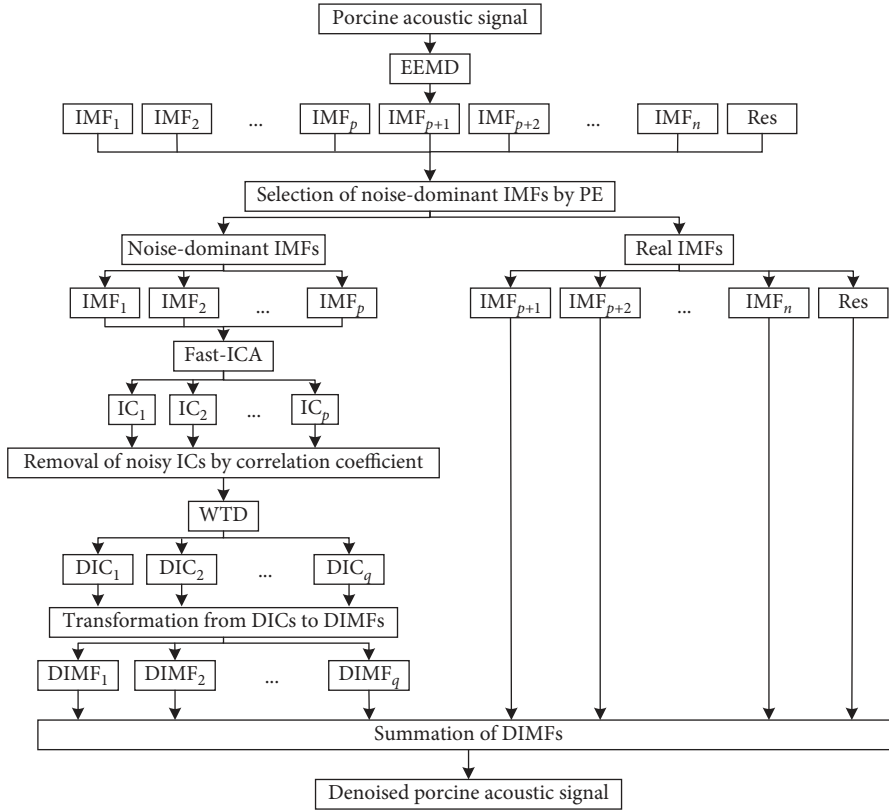 Porcine acoustic signal
EEMD
IMF₁ IMF₂ ... IMFₚ IMFₚ₊₁ IMFₚ₊₂ ... IMFₙ Res
Selection of noise-dominant IMFs by PE
Noise-dominant IMFs Real IMFs
IMF₁ IMF₂ ... IMFₚ IMFₚ₊₁ IMFₚ₊₂ ... IMFₙ Res
Fast-ICA
IC₁ IC₂ ... ICₚ
Removal of noisy ICs by correlation coefficient
WTD
DIC₁ DIC₂ ... DIC_q
Transformation from DICs to DIMFs
DIMF₁ DIMF₂ ... DIMF_q
Summation of DIMFs
Denoised porcine acoustic signal